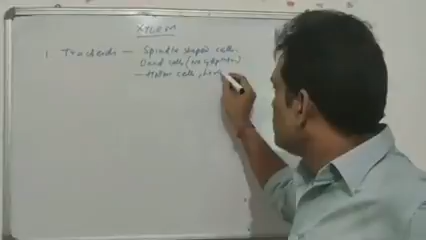 XYLEM
1 Tracheids - Spindle shaped cells.
Dead cells (no cytoplasm)
- Hollow cells,